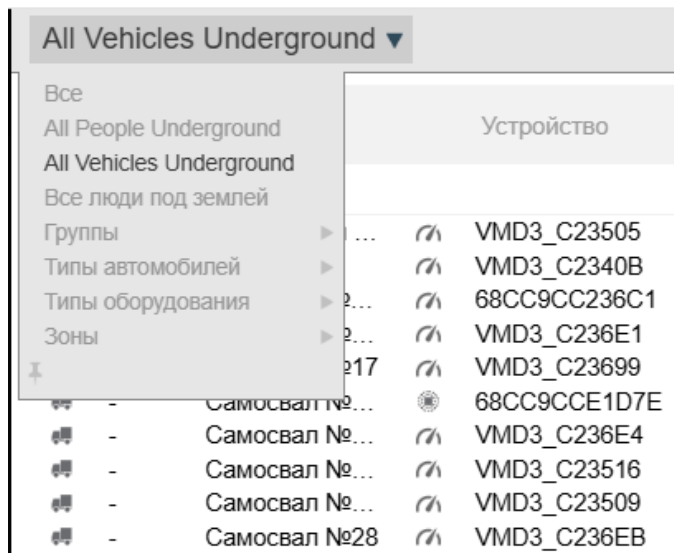 All Vehicles Underground ▼
Все
All People Underground
Устройство
All Vehicles Underground
Все люди под землей
Группы
... VMD3_C23505
Типы автомобилей
VMD3_C2340B
Типы оборудования
... 68CC9CC236C1
Зоны
... VMD3_C236E1
№17 VMD3_C23699
- Самосвал №... 68CC9CCE1D7E
- Самосвал №... VMD3_C236E4
- Самосвал №... VMD3_C23516
- Самосвал №... VMD3_C23509
- Самосвал №28 VMD3_C236EB